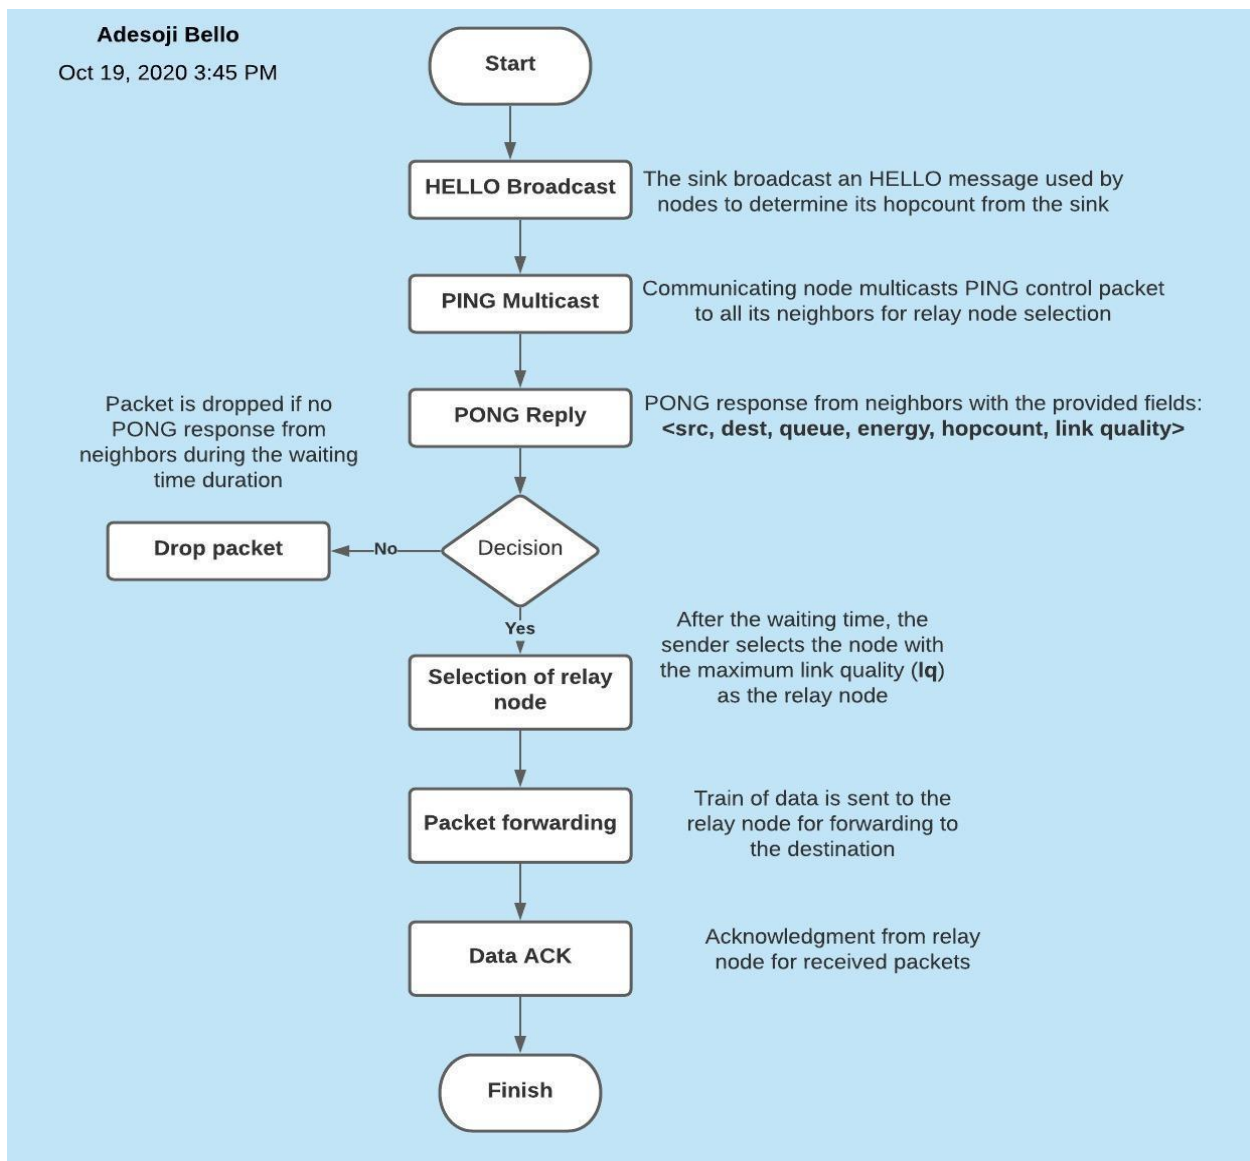 Adesoji Bello
Oct 19, 2020 3:45 PM
Start
HELLO Broadcast
The sink broadcast an HELLO message used by
nodes to determine its hopcount from the sink
PING Multicast
Communicating node multicasts PING control packet
to all its neighbors for relay node selection
PONG Reply
PONG response from neighbors with the provided fields:
<src, dest, queue, energy, hopcount, link quality>
Packet is dropped if no
PONG response from
neighbors during the waiting
time duration
Drop packet
No
Decision
Yes
Selection of relay
node
After the waiting time, the
sender selects the node with
the maximum link quality (lq)
as the relay node
Packet forwarding
Train of data is sent to the
relay node for forwarding to
the destination
Data ACK
Acknowledgment from relay
node for received packets
Finish